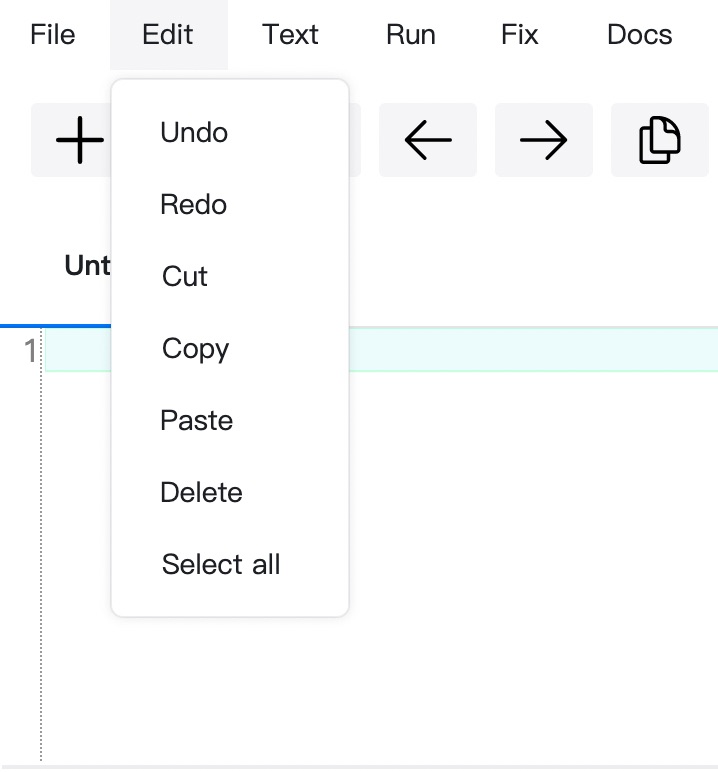 File Edit Text Run Fix Docs
Undo
Redo
Unt
Cut
1
Copy
Paste
Delete
Select all